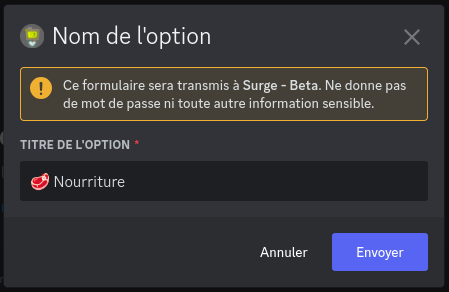 Nom de l'option
Ce formulaire sera transmis à Surge - Beta. Ne donne pas
de mot de passe ni toute autre information sensible.
TITRE DE L'OPTION *
🥩 Nourriture
Annuler
Envoyer